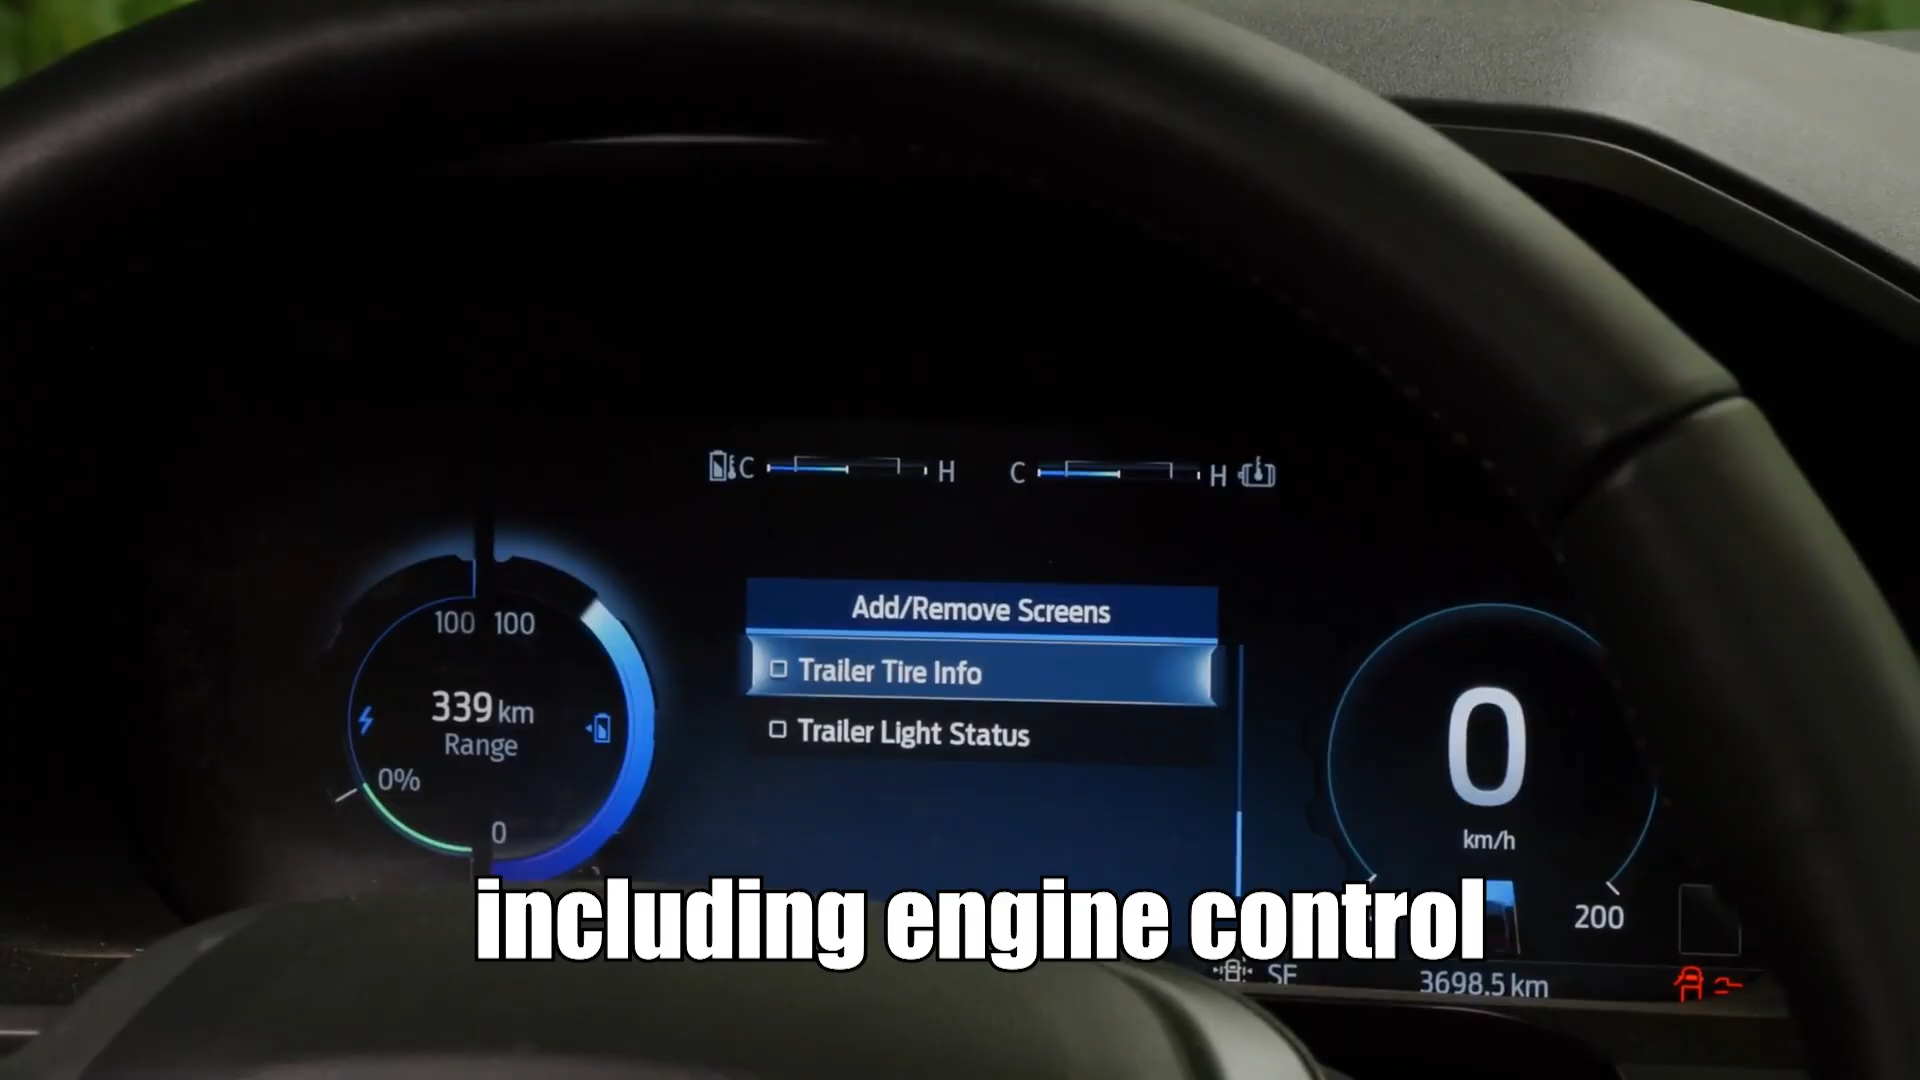 C H C H
Add/Remove Screens
Trailer Tire Info
Trailer Light Status
100 100
339 km
Range
0%
0
0
km/h
200
including engine control
3698.5 km